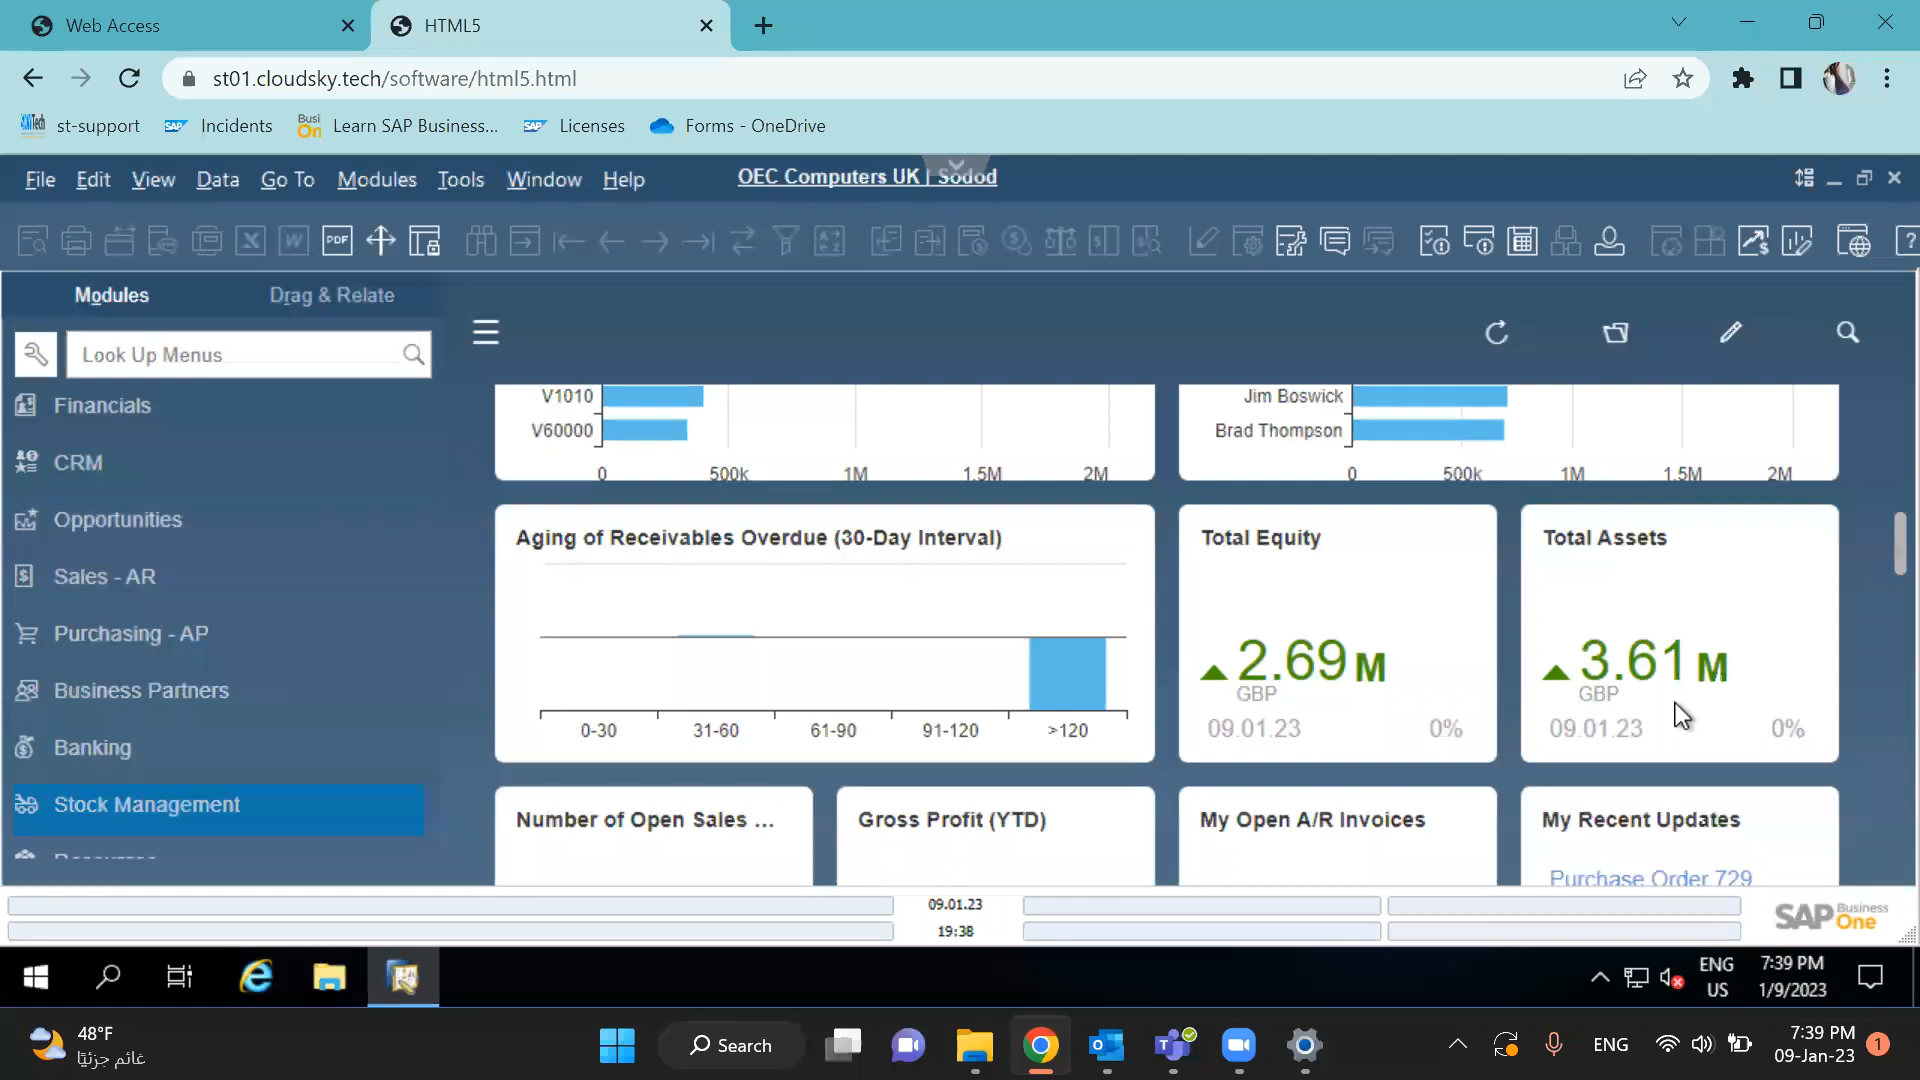 Web Access
HTML5
st01.cloudsky.tech/software/html5.html
st-support
Incidents
Busi On
Learn SAP Business...
Licenses
Forms - OneDrive
File Edit View Data Go To Modules Tools Window Help
OEC Computers UK | Sodod
PDF
Modules
Drag & Relate
Look Up Menus
Financials
CRM
Opportunities
Sales - AR
Purchasing - AP
Business Partners
Banking
Stock Management
V1010
V60000
0 500k 1M 1.5M 2M
Jim Boswick
Brad Thompson
0 500k 1M 1.5M 2M
Aging of Receivables Overdue (30-Day Interval)
0-30 31-60 61-90 91-120 >120
Total Equity
2.69 M
GBP
09.01.23 0%
Total Assets
3.61 M
GBP
09.01.23 0%
Number of Open Sales ...
Gross Profit (YTD)
My Open A/R Invoices
My Recent Updates
Purchase Order 729
09.01.23
19:38
SAP Business One
ENG
US
7:39 PM
1/9/2023
48°F
غائم جزئيًا
Search
ENG
7:39 PM
09-Jan-23
1